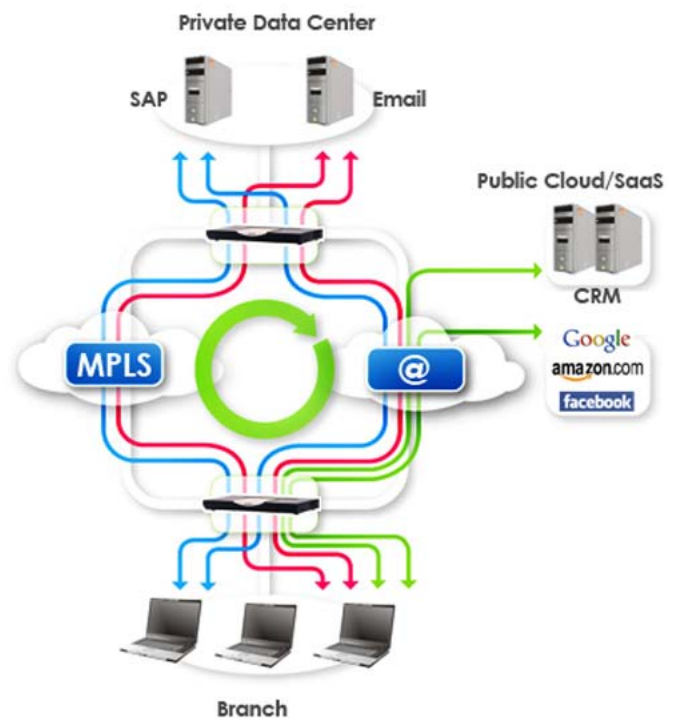 Private Data Center
SAP
Email
Public Cloud/SaaS
CRM
MPLS
@
Google
amazon.com
facebook
Branch